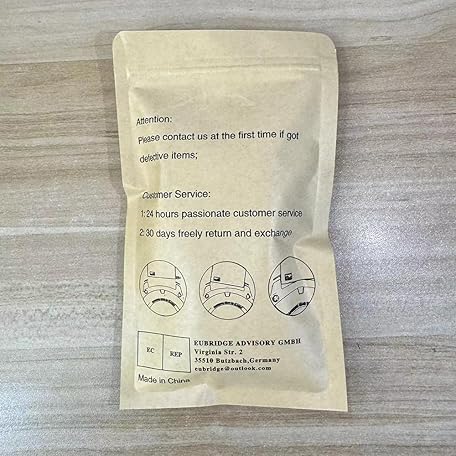 Attention:
Please contact us at the first time if got
defective items;
Customer Service:
1:24 hours passionate customer service
2:30 days freely return and exchange
EC REP
EUBRIDGE ADVISORY GMBH
Virginia Str. 2
35510 Butzbach,Germany
eubridge@outlook.com
Made in China